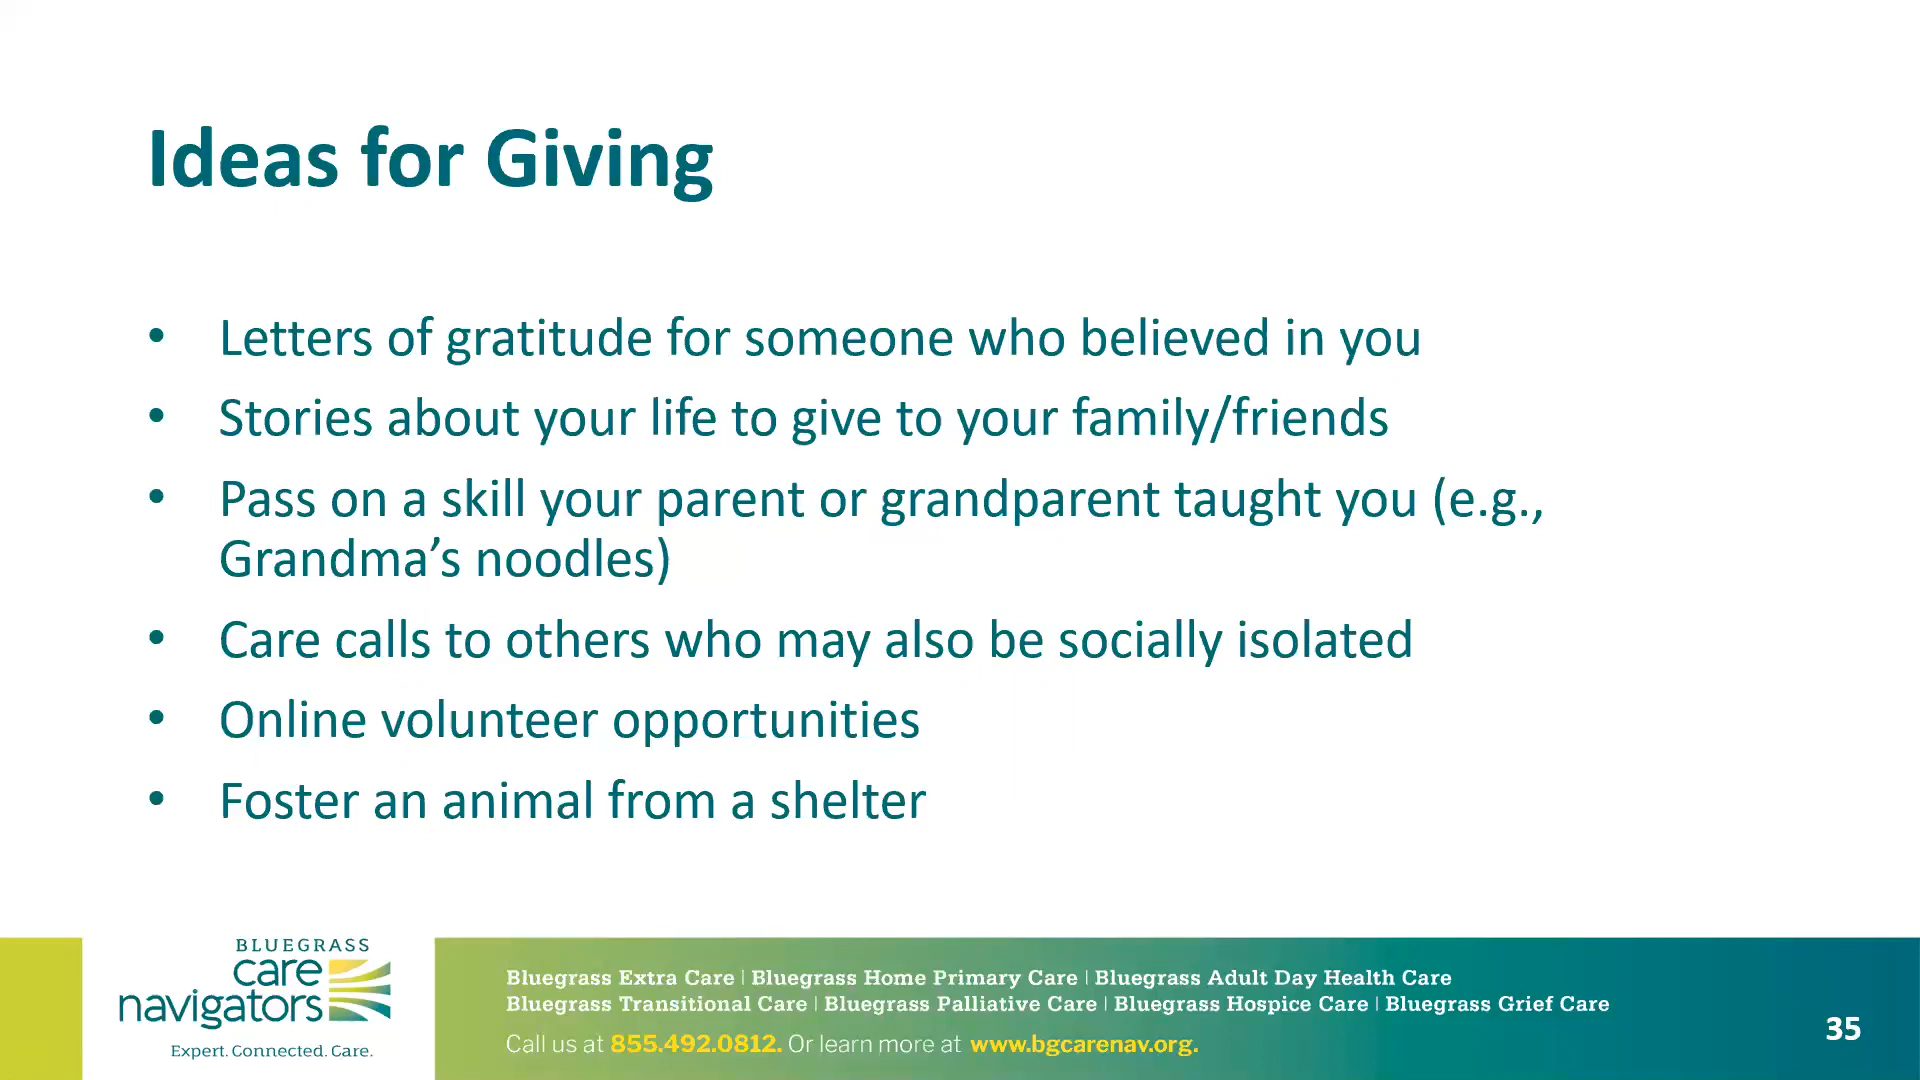 Ideas for Giving
• Letters of gratitude for someone who believed in you
• Stories about your life to give to your family/friends
• Pass on a skill your parent or grandparent taught you (e.g.,
Grandma’s noodles)
• Care calls to others who may also be socially isolated
• Online volunteer opportunities
• Foster an animal from a shelter
BLUEGRASS
care
navigators
Expert. Connected. Care.
Bluegrass Extra Care | Bluegrass Home Primary Care | Bluegrass Adult Day Health Care
Bluegrass Transitional Care | Bluegrass Palliative Care | Bluegrass Hospice Care | Bluegrass Grief Care
Call us at 855.492.0812. Or learn more at www.bgcarenav.org.
35